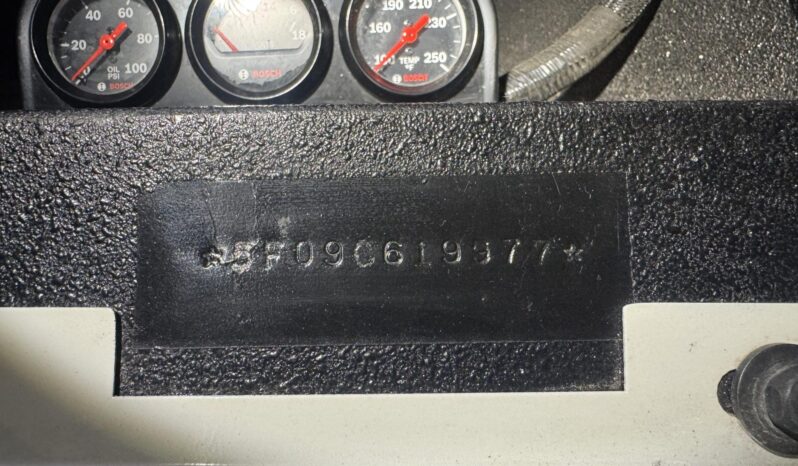 40 60
20 80
0 100
OIL
PSI
BOSCH
18
BOSCH
190 210
160 230
100 250
TEMP
°F
BOSCH
*5F09C619977*